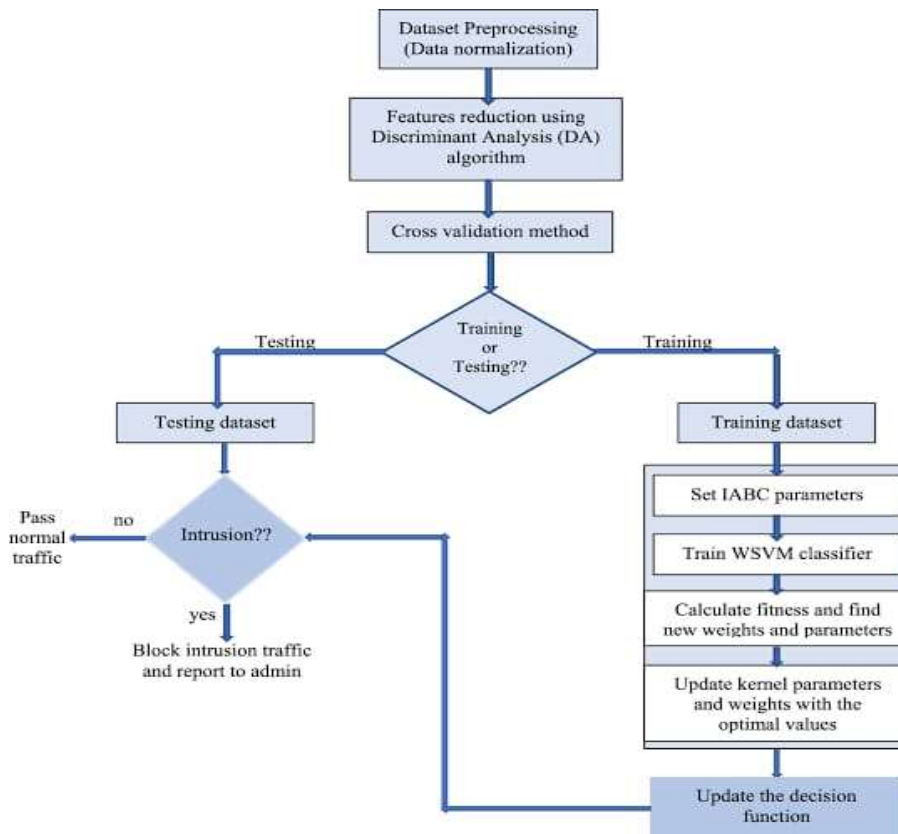 Dataset Preprocessing
(Data normalization)
Features reduction using
Discriminant Analysis (DA)
algorithm
Cross validation method
Training
or
Testing??
Testing
Training
Testing dataset
Training dataset
Set IABC parameters
Train WSVM classifier
Calculate fitness and find
new weights and parameters
Update kernel parameters
and weights with the
optimal values
Update the decision
function
Intrusion??
no
Pass
normal
traffic
yes
Block intrusion traffic
and report to admin